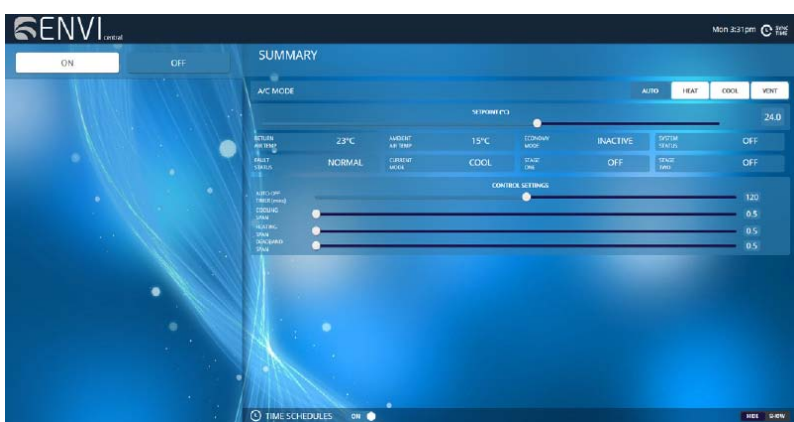 ENVI central
Mon 3:31pm SYNC TIME
ON OFF
SUMMARY
A/C MODE AUTO HEAT COOL VENT
SETPOINT (°C)
24.0
RETURN AIR TEMP 23°C AMBIENT AIR TEMP 15°C ECONOMY MODE INACTIVE SYSTEM STATUS OFF
FAULT STATUS NORMAL CURRENT MODE COOL STAGE ONE OFF STAGE TWO OFF
CONTROL SETTINGS
AUTO OFF TIMER (mins) 120
COOLING SPAN 0.5
HEATING SPAN 0.5
DEADBAND SPAN 0.5
TIME SCHEDULES ON
HIDE SHOW